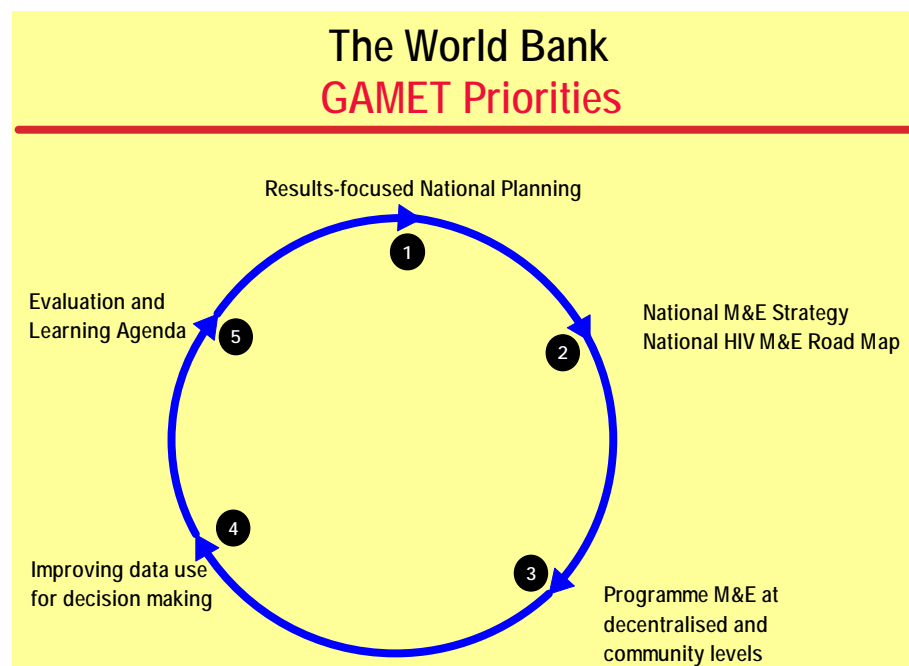 The World Bank
GAMET Priorities
Results-focused National Planning
1
National M&E Strategy
National HIV M&E Road Map
2
3
Programme M&E at
decentralised and
community levels
4
Improving data use
for decision making
Evaluation and
Learning Agenda
5